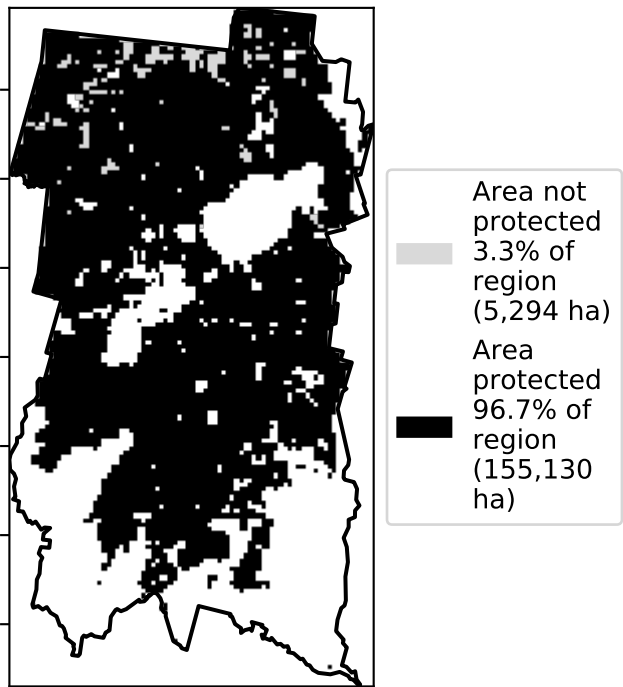 Area not
protected
3.3% of
region
(5,294 ha)
Area
protected
96.7% of
region
(155,130
ha)